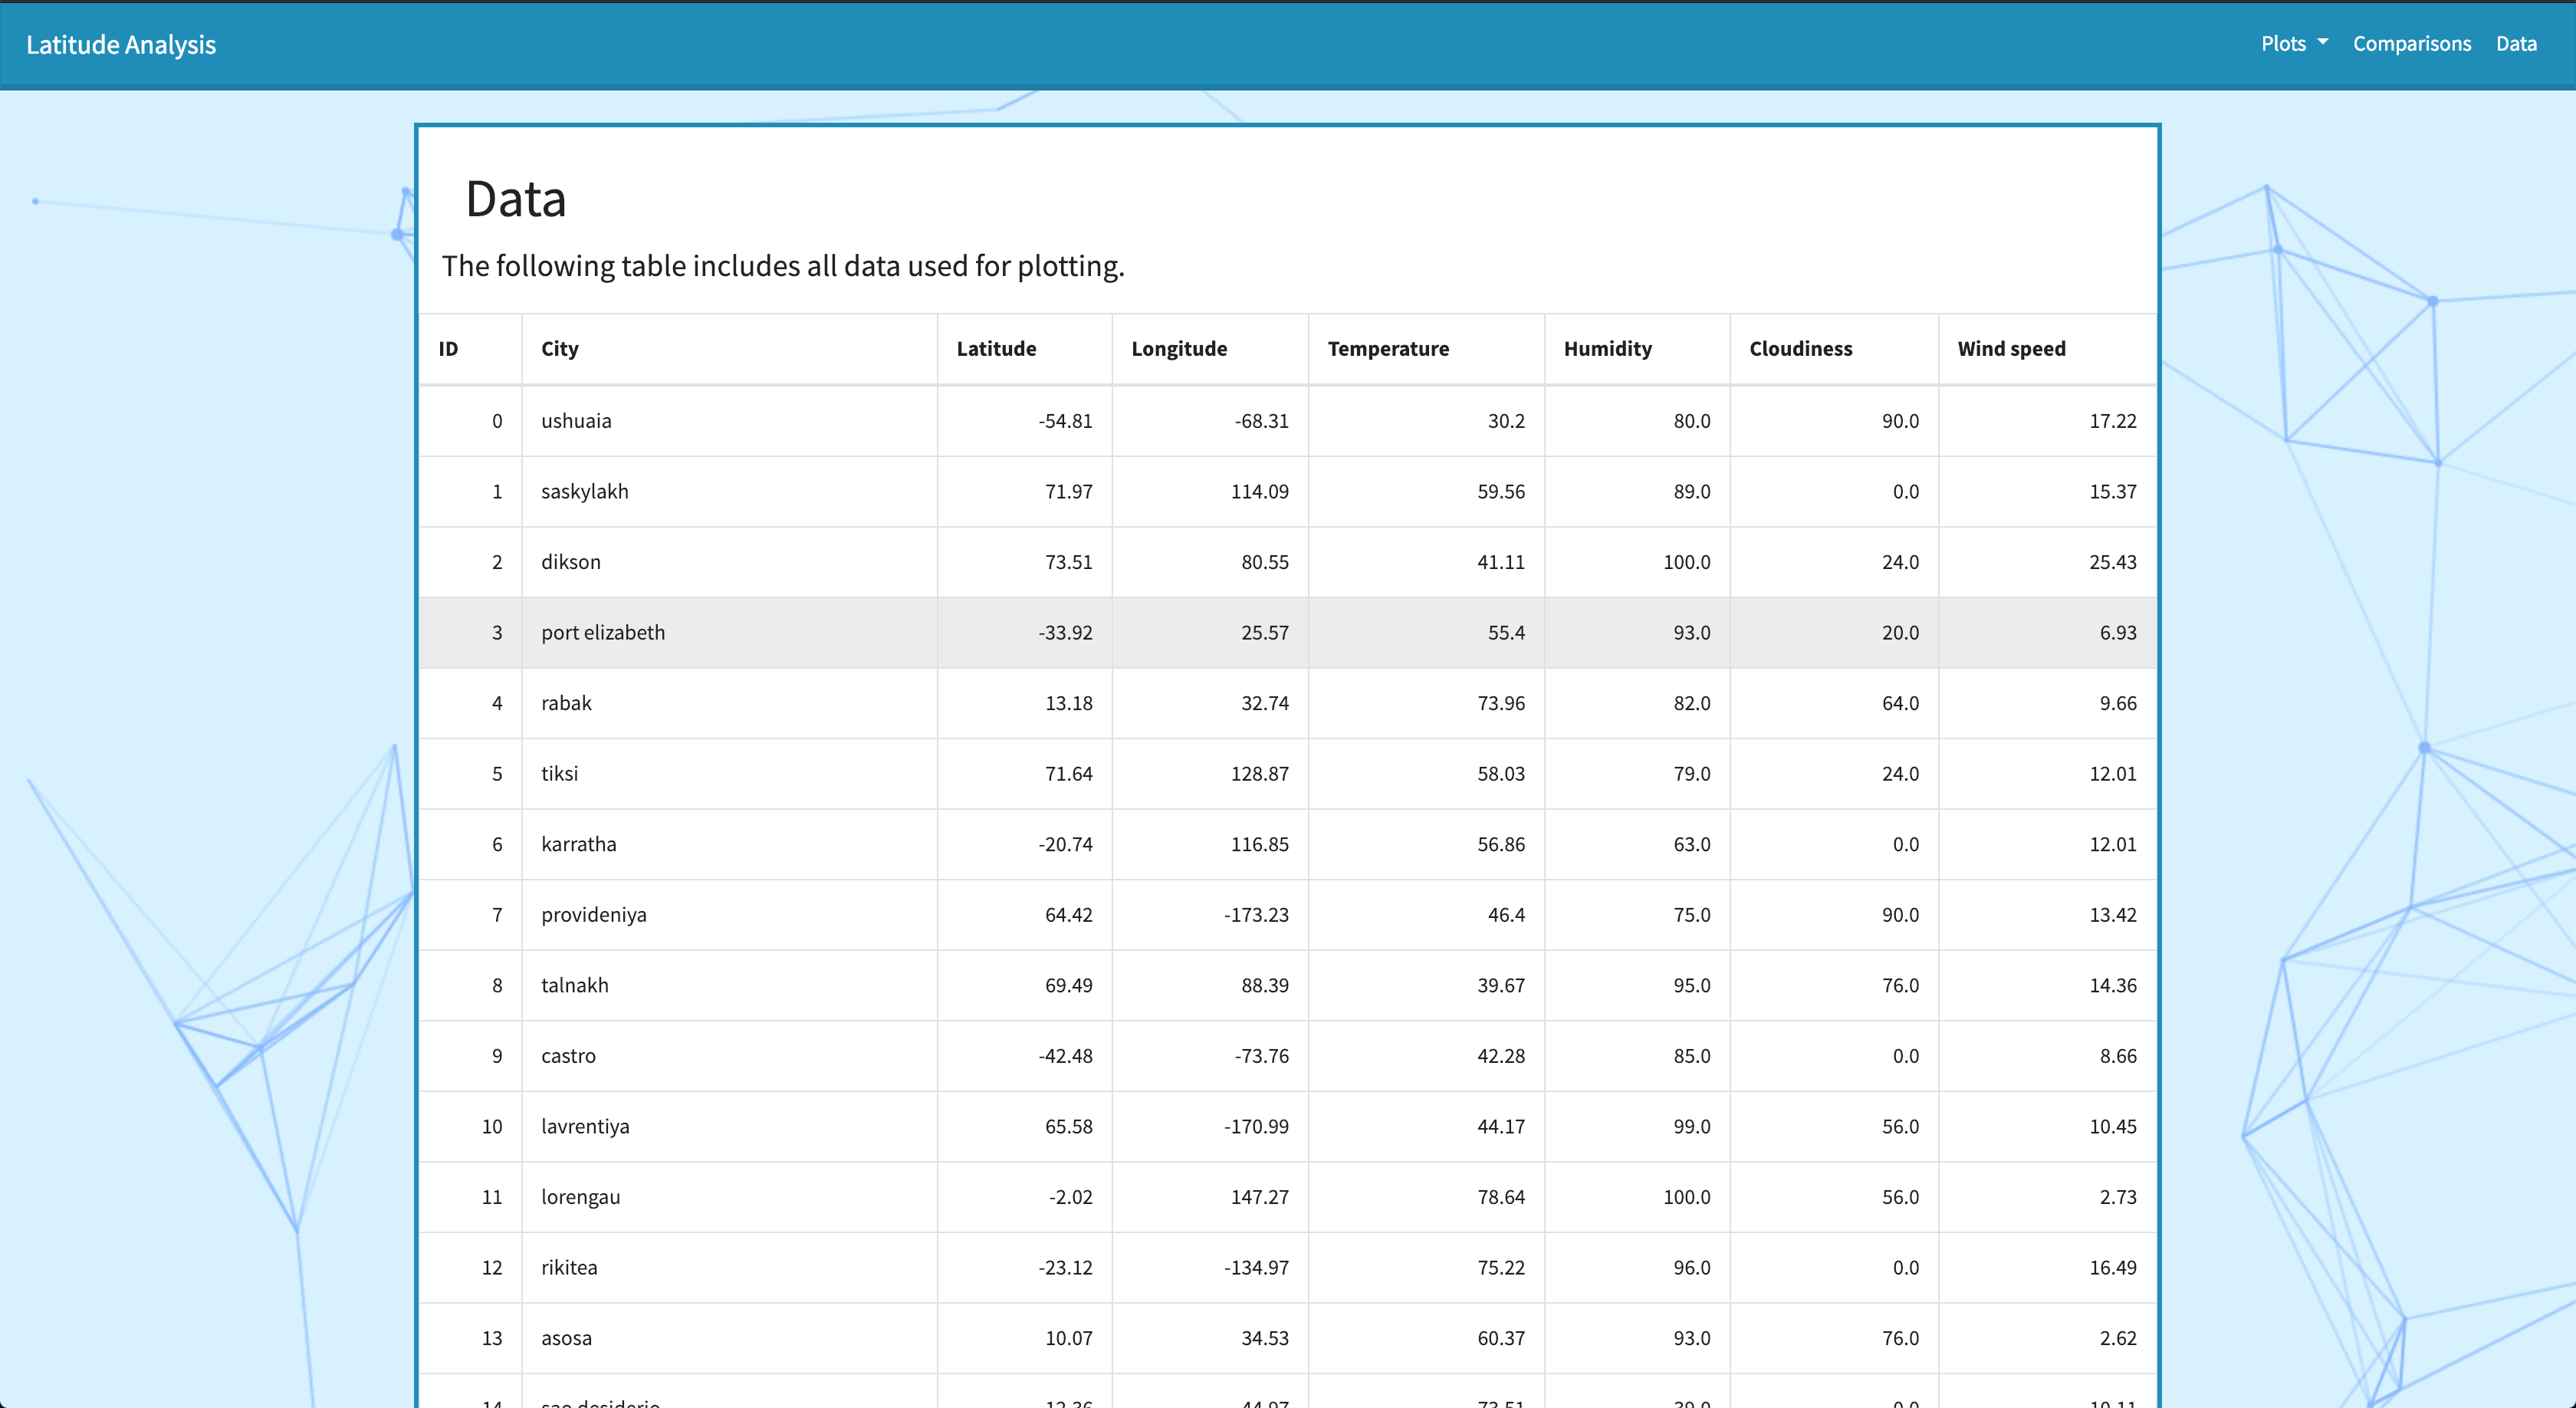 Latitude Analysis
Plots Comparisons Data
Data
The following table includes all data used for plotting.
ID City Latitude Longitude Temperature Humidity Cloudiness Wind speed
0 ushuaia -54.81 -68.31 30.2 80.0 90.0 17.22
1 saskylakh 71.97 114.09 59.56 89.0 0.0 15.37
2 dikson 73.51 80.55 41.11 100.0 24.0 25.43
3 port elizabeth -33.92 25.57 55.4 93.0 20.0 6.93
4 rabak 13.18 32.74 73.96 82.0 64.0 9.66
5 tiksi 71.64 128.87 58.03 79.0 24.0 12.01
6 karratha -20.74 116.85 56.86 63.0 0.0 12.01
7 provideniya 64.42 -173.23 46.4 75.0 90.0 13.42
8 talnakh 69.49 88.39 39.67 95.0 76.0 14.36
9 castro -42.48 -73.76 42.28 85.0 0.0 8.66
10 lavrentiya 65.58 -170.99 44.17 99.0 56.0 10.45
11 lorengau -2.02 147.27 78.64 100.0 56.0 2.73
12 rikitea -23.12 -134.97 75.22 96.0 0.0 16.49
13 asosa 10.07 34.53 60.37 93.0 76.0 2.62
14 sao desiderio